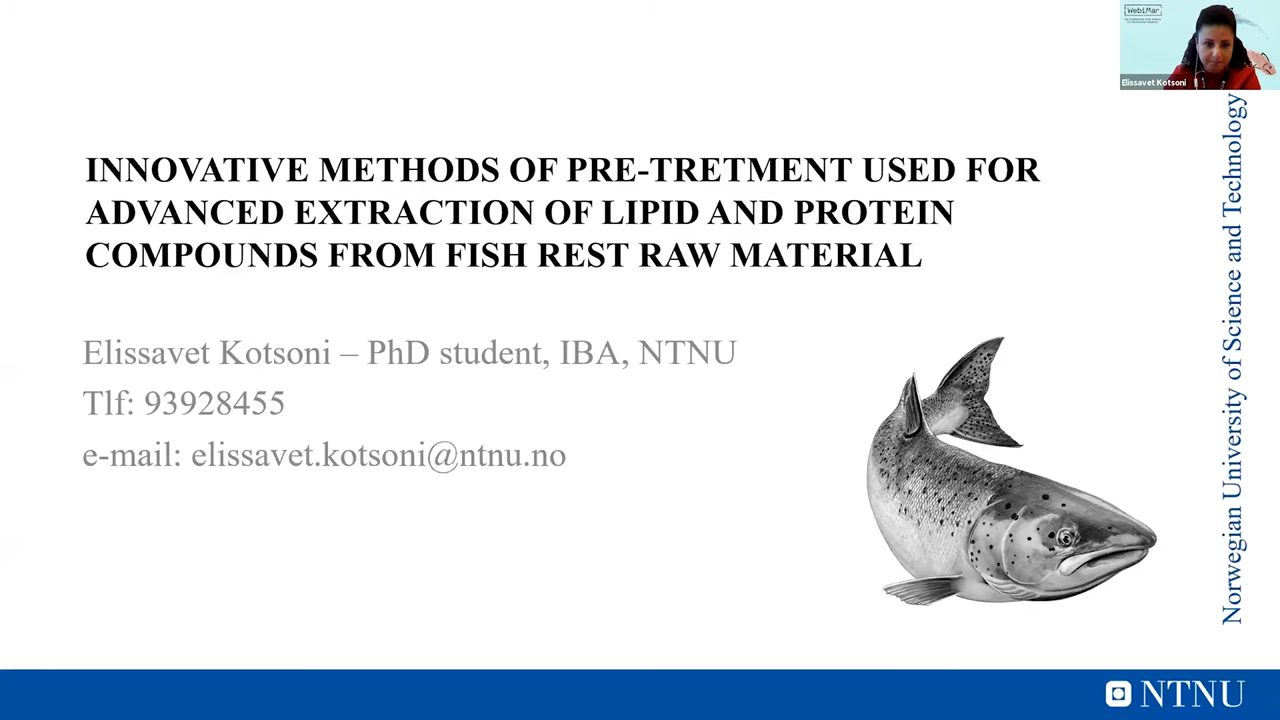 WebiMar
Elissavet Kotsoni
INNOVATIVE METHODS OF PRE-TRETMENT USED FOR
ADVANCED EXTRACTION OF LIPID AND PROTEIN
COMPOUNDS FROM FISH REST RAW MATERIAL
Elissavet Kotsoni – PhD student, IBA, NTNU
Tlf: 93928455
e-mail: elissavet.kotsoni@ntnu.no
Norwegian University of Science and Technology
NTNU